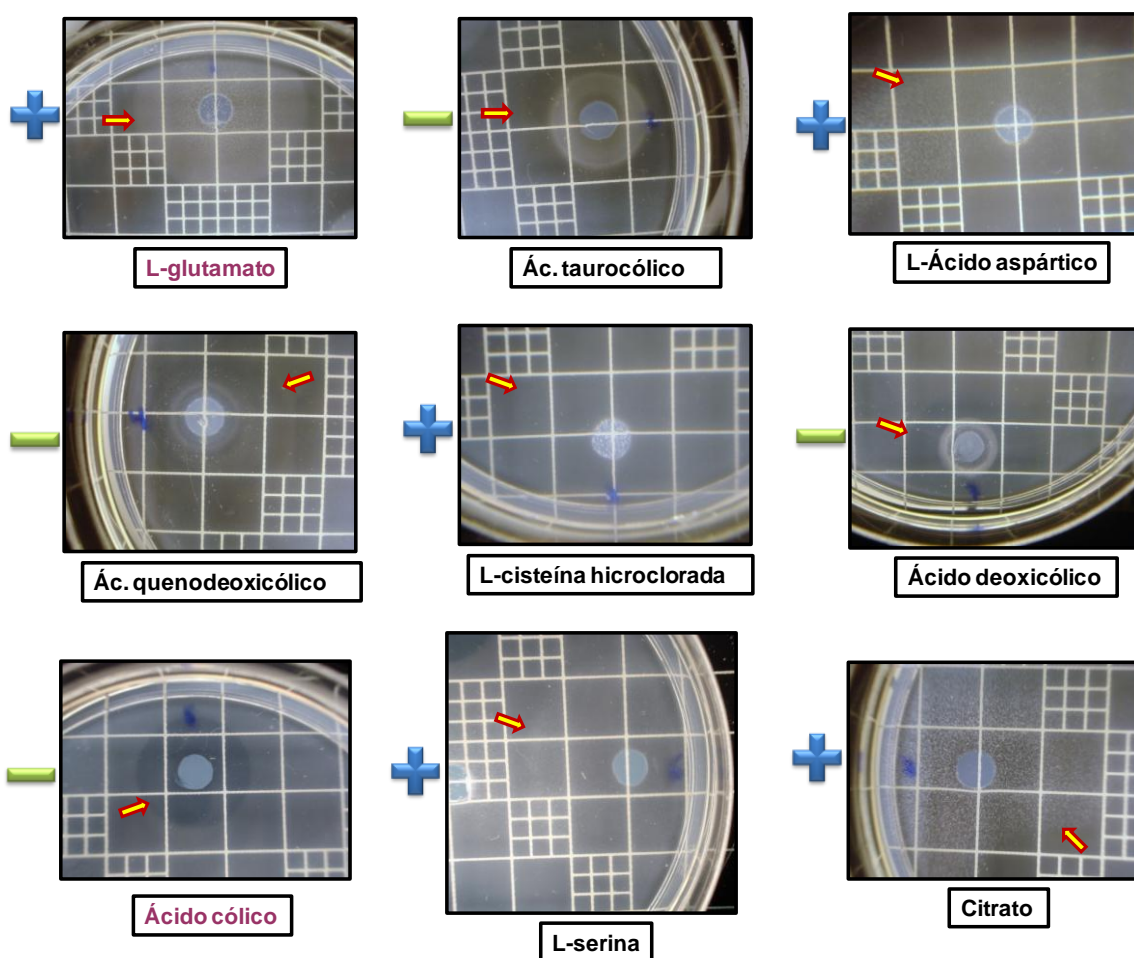 L-glutamato
Ác. taurocólico
L-Ácido aspártico
Ác. quenodeoxicólico
L-cisteína hicroclorada
Ácido deoxicólico
Ácido cólico
L-serina
Citrato